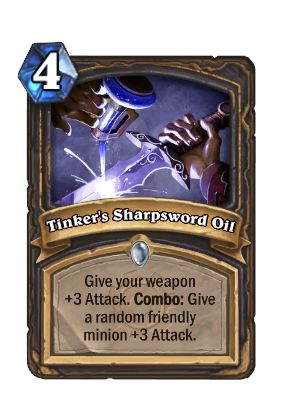 4
Tinker's Sharpsword Oil
Give your weapon
+3 Attack. Combo: Give
a random friendly
minion +3 Attack.